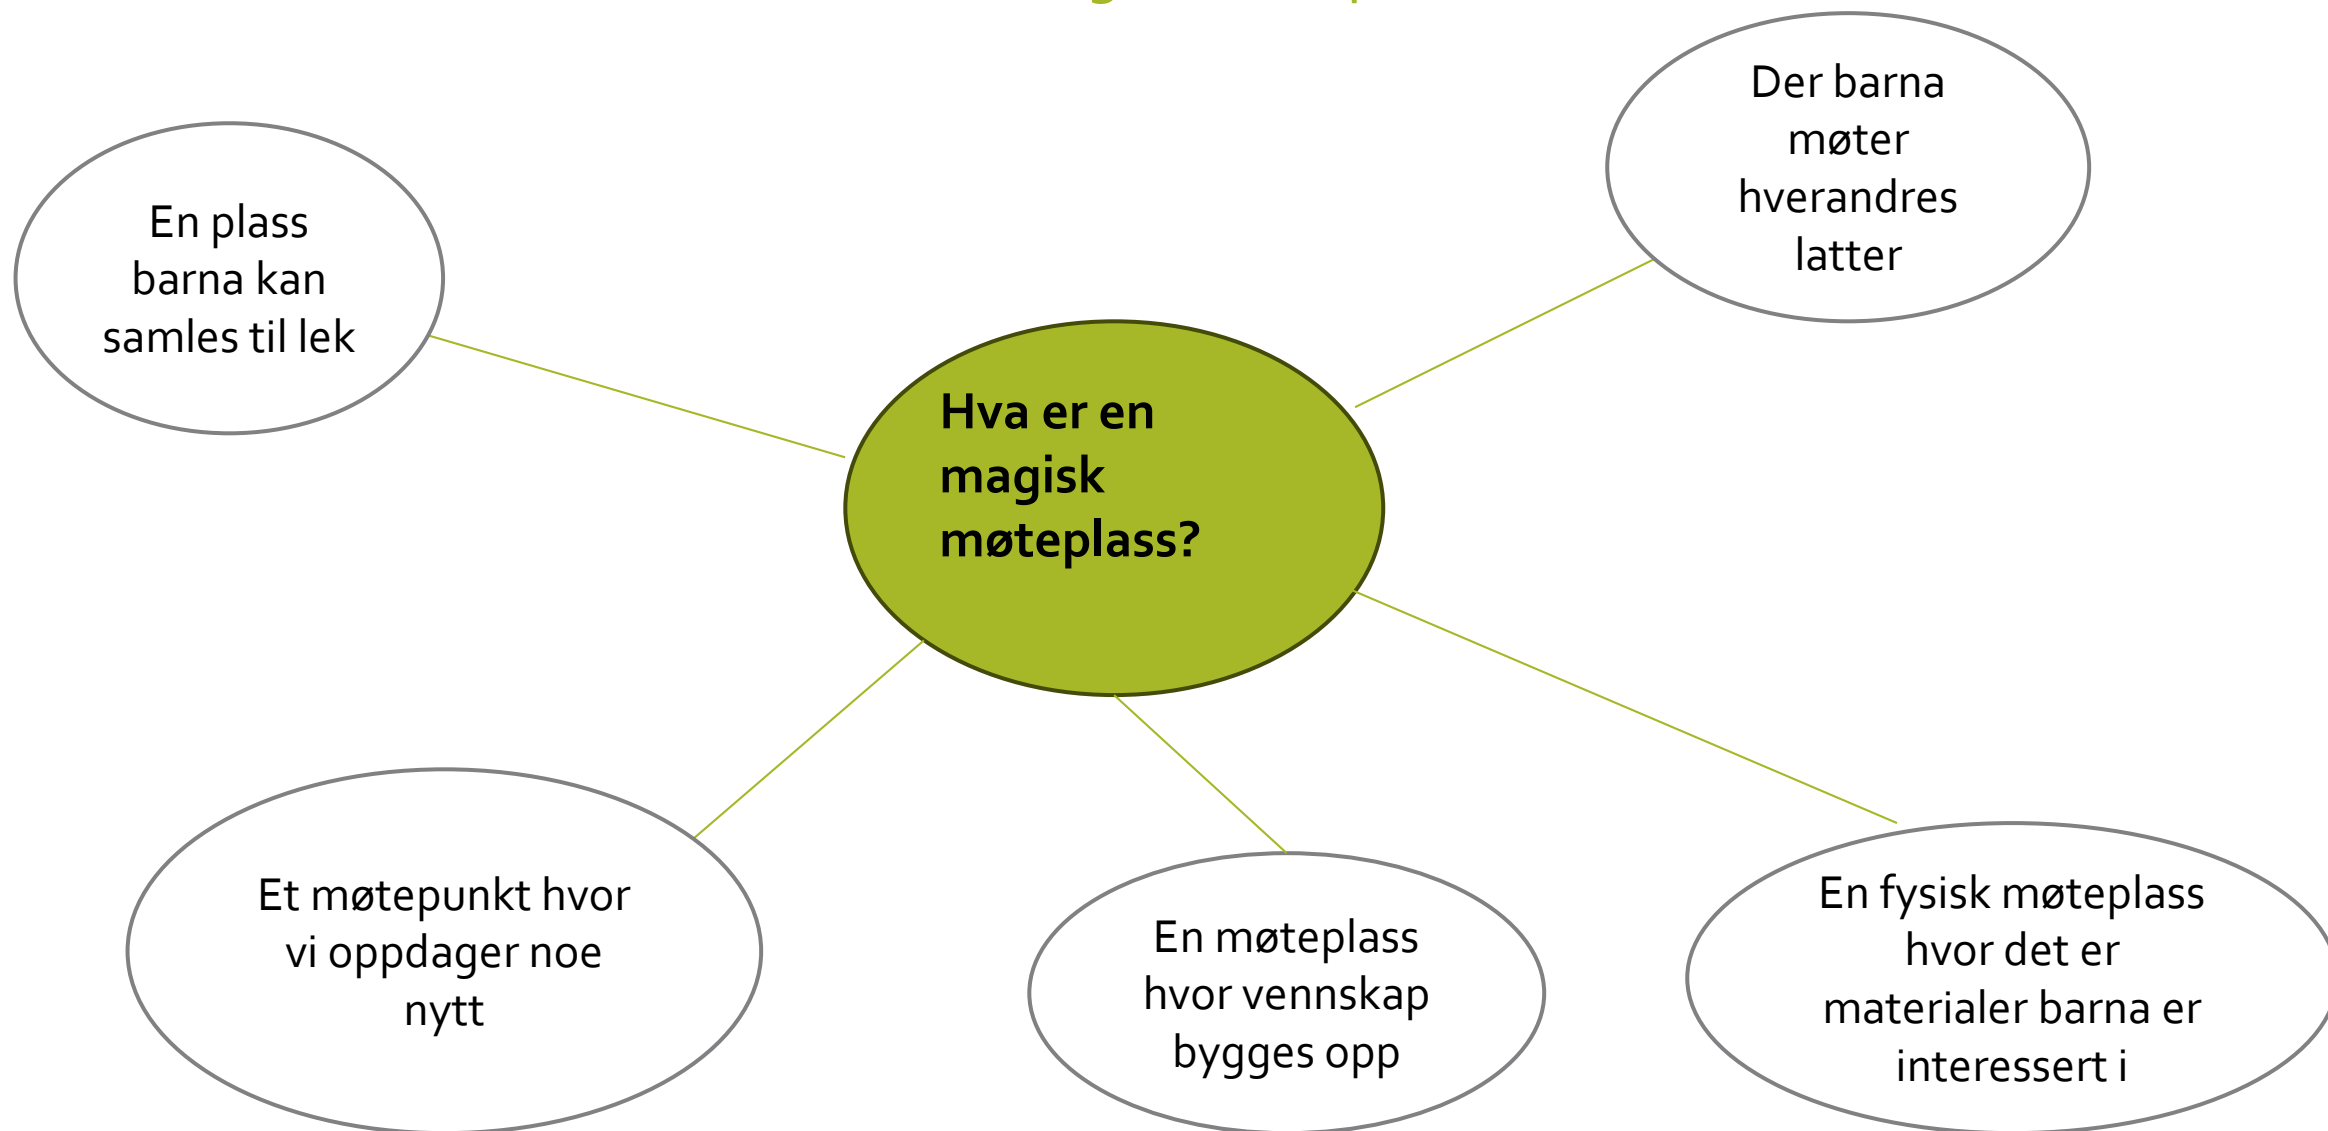 Der barna
møter
hverandres
latter
En plass
barna kan
samles til lek
Hva er en
magisk
møteplass?
Et møtepunkt hvor
vi oppdager noe
nytt
En møteplass
hvor vennskap
bygges opp
En fysisk møteplass
hvor det er
materialer barna er
interessert i